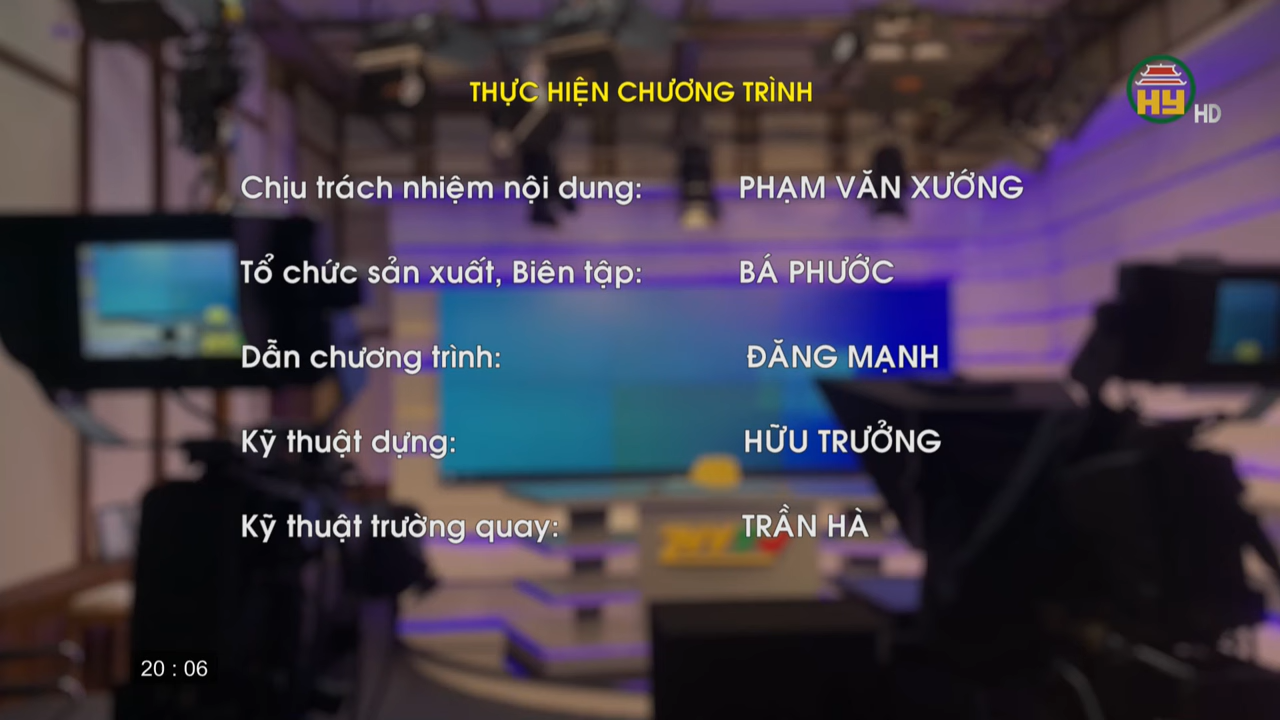 THỰC HIỆN CHƯƠNG TRÌNH
HY HD
Chịu trách nhiệm nội dung: PHẠM VĂN XƯỚNG
Tổ chức sản xuất, Biên tập: BÁ PHƯỚC
Dẫn chương trình: ĐĂNG MẠNH
Kỹ thuật dựng: HỮU TRƯỞNG
Kỹ thuật trường quay: TRẦN HÀ
20 : 06